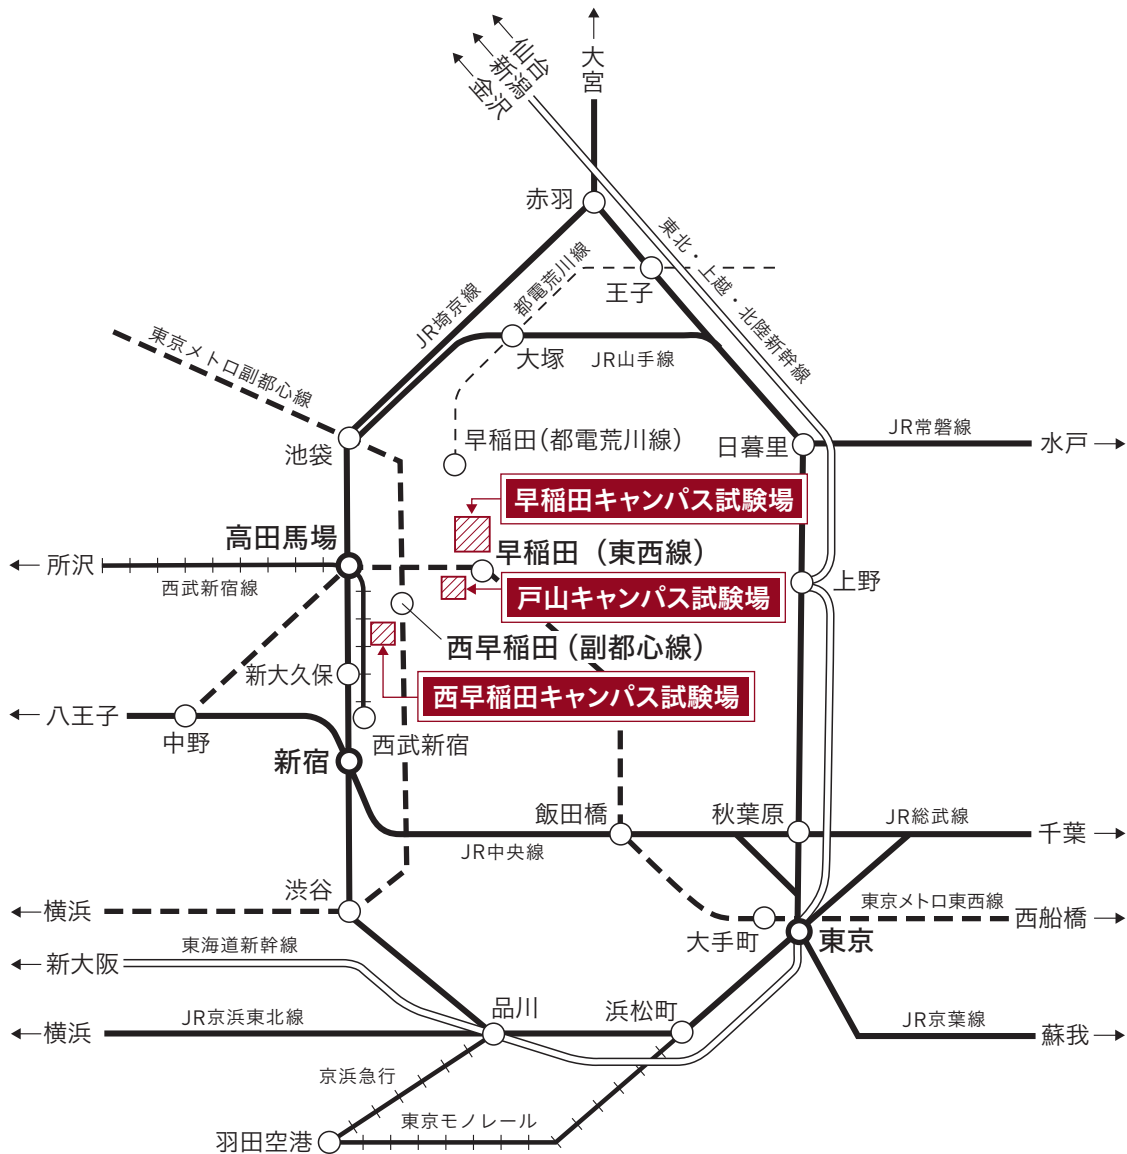 仙台
新潟
金沢
大宮
赤羽
東北・上越・北陸新幹線
都電荒川線
王子
JR埼京線
東京メトロ副都心線
大塚
JR山手線
池袋
早稲田(都電荒川線)
日暮里
JR常磐線
水戸
早稲田キャンパス試験場
高田馬場
早稲田（東西線）
所沢
西武新宿線
戸山キャンパス試験場
上野
西早稲田(副都心線)
新大久保
西早稲田キャンパス試験場
八王子
中野
西武新宿
新宿
飯田橋
秋葉原
JR総武線
千葉
JR中央線
渋谷
横浜
東京メトロ東西線
西船橋
大手町
東京
東海道新幹線
新大阪
品川
浜松町
JR京浜東北線
横浜
JR京葉線
蘇我
京浜急行
東京モノレール
羽田空港